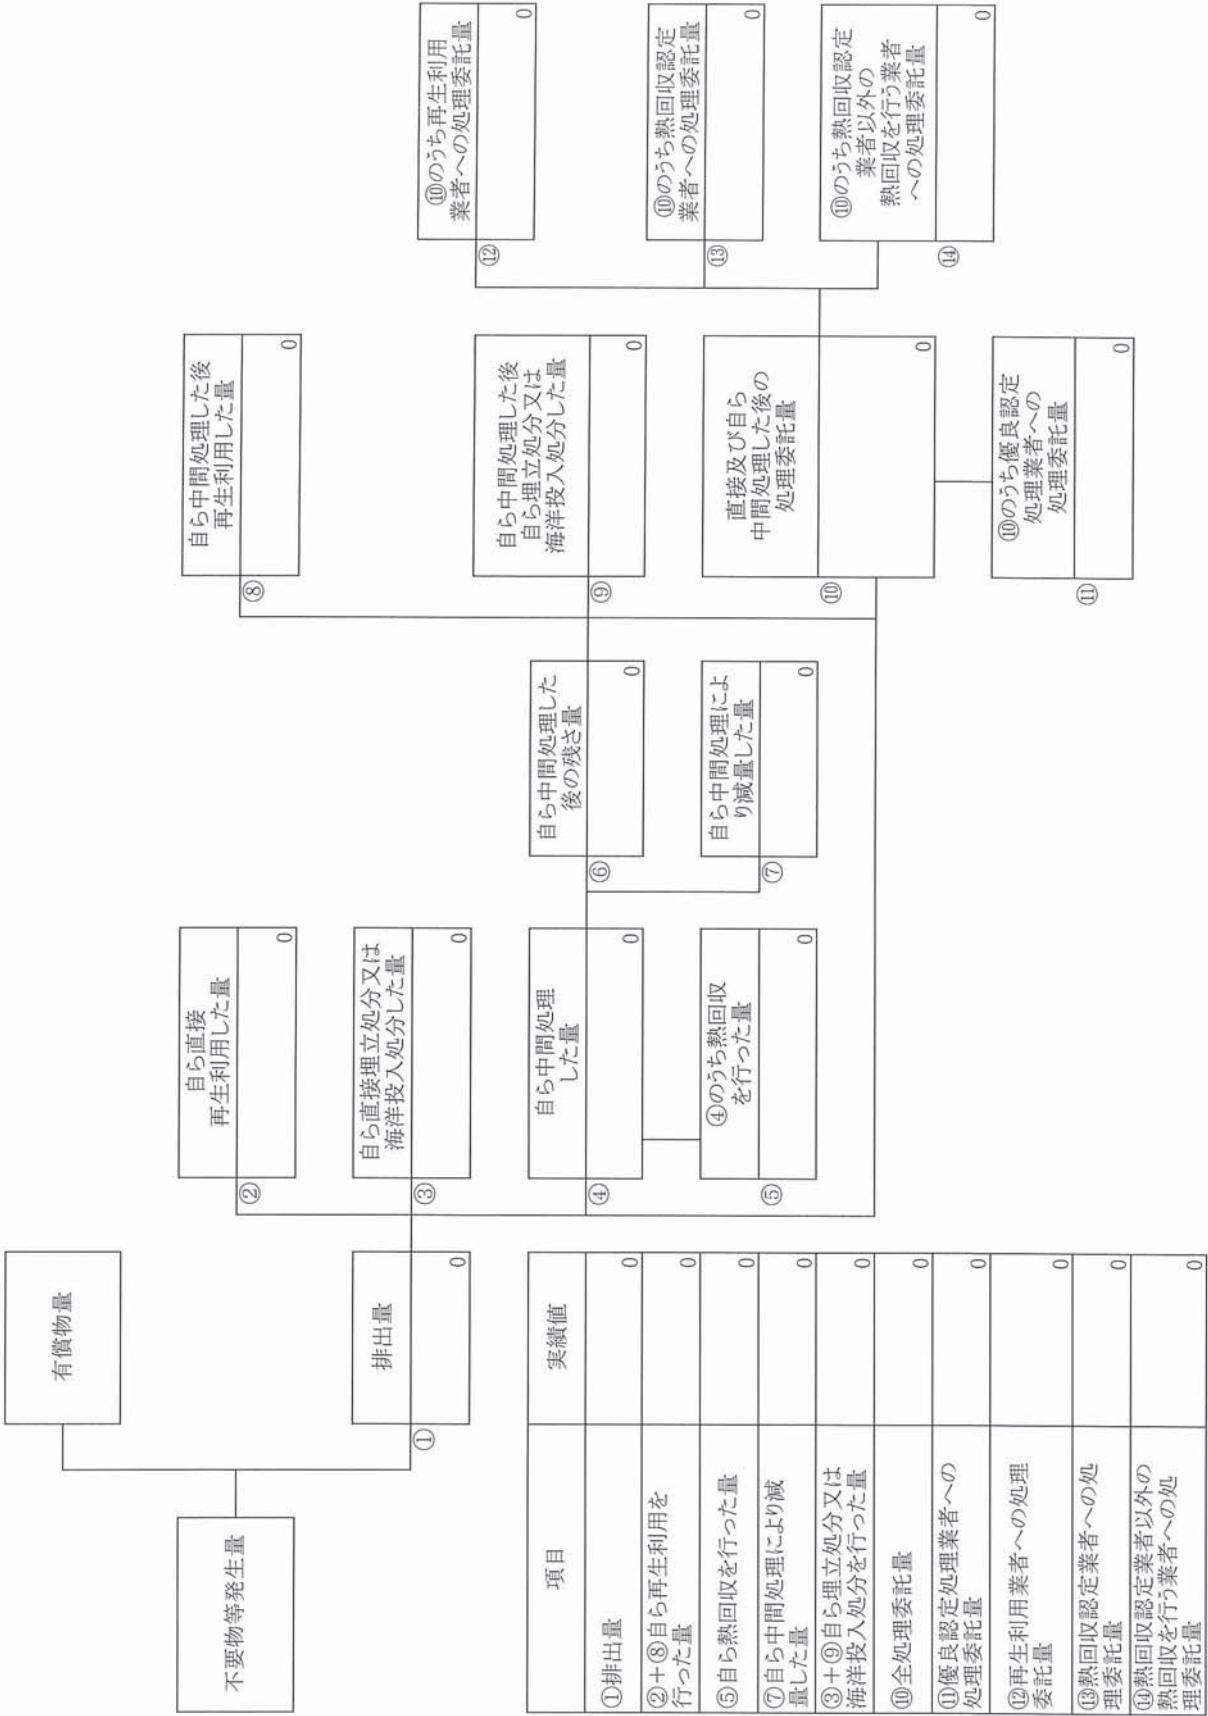 不要物等発生量
有償物量
①
排出量
0
②
自ら直接
再生利用した量
0
③
自ら直接埋立処分又は
海洋投入処分した量
0
④
自ら中間処理
した量
0
⑤
④のうち熱回収
を行った量
0
⑥
自ら中間処理した
後の残さ量
0
⑦
自ら中間処理によ
り減量した量
0
⑧
自ら中間処理した後
再生利用した量
0
⑨
自ら中間処理した後
自ら埋立処分又は
海洋投入処分した量
0
⑩
直接及び自ら
中間処理した後の
処理委託量
0
⑪
⑩のうち優良認定
処理業者への
処理委託量
0
⑫
⑩のうち再生利用
業者への処理委託量
0
⑬
⑩のうち熱回収認定
業者への処理委託量
0
⑭
⑩のうち熱回収認定
業者以外の
熱回収を行う業者
への処理委託量
0
項目 実績値
①排出量 0
②+⑧自ら再生利用を
行った量 0
⑤自ら熱回収を行った量 0
⑦自ら中間処理により減
量した量 0
③+⑨自ら埋立処分又は
海洋投入処分を行った量 0
⑩全処理委託量 0
⑪優良認定処理業者への
処理委託量 0
⑫再生利用業者への処理
委託量 0
⑬熱回収認定業者への処
理委託量 0
⑭熱回収認定業者以外の
熱回収を行う業者への処
理委託量 0